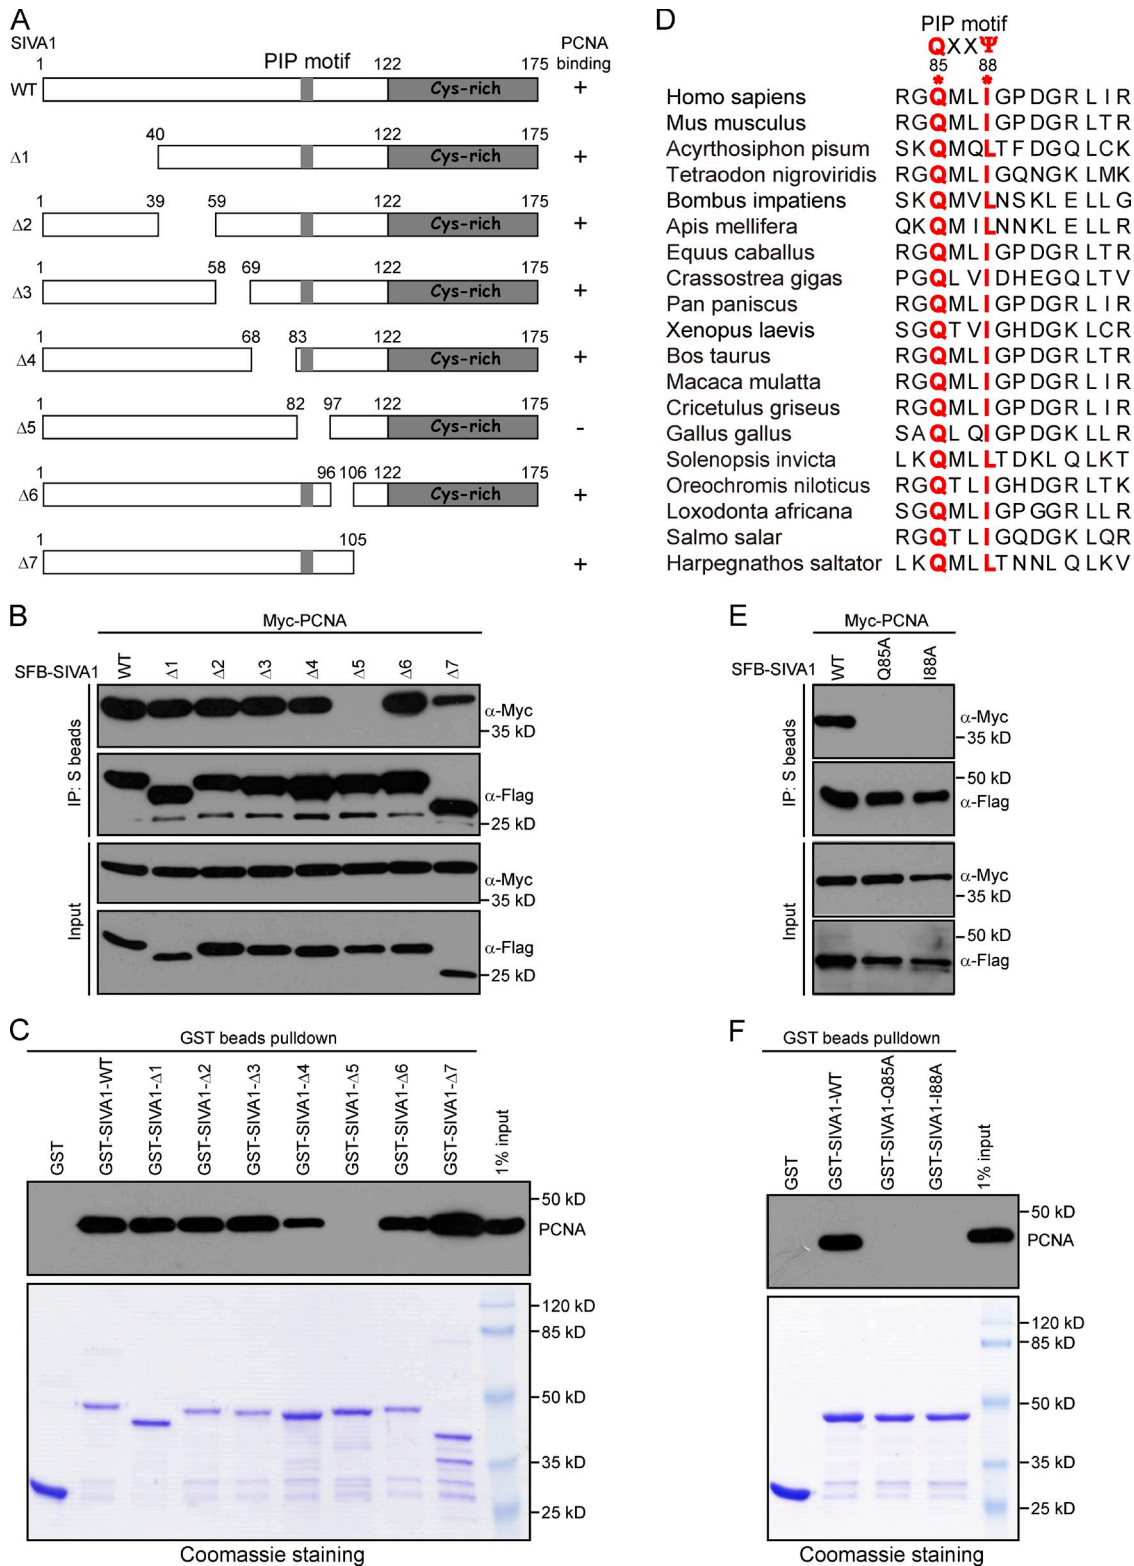 A
SIVA1
PIP motif
PCNA
binding
1 122 175
WT Cys-rich +
40 122 175
Δ1 Cys-rich +
1 39 59 122 175
Δ2 Cys-rich +
1 58 69 122 175
Δ3 Cys-rich +
1 68 83 122 175
Δ4 Cys-rich +
1 82 97 122 175
Δ5 Cys-rich -
1 96 106 122 175
Δ6 Cys-rich +
1 105
Δ7 +
B
Myc-PCNA
SFB-SIVA1 WT Δ1 Δ2 Δ3 Δ4 Δ5 Δ6 Δ7
IP: S beads
α-Myc
35 kD
α-Flag
25 kD
Input
α-Myc
35 kD
α-Flag
25 kD
C
GST beads pulldown
GST GST-SIVA1-WT GST-SIVA1-Δ1 GST-SIVA1-Δ2 GST-SIVA1-Δ3 GST-SIVA1-Δ4 GST-SIVA1-Δ5 GST-SIVA1-Δ6 GST-SIVA1-Δ7 1% input
50 kD
PCNA
120 kD
85 kD
50 kD
35 kD
25 kD
Coomassie staining
D
PIP motif
QXXΨ
85 88
* *
Homo sapiens RGQMLIGPDGRLIR
Mus musculus RGQMLIGPDGRLTR
Acyrthosiphon pisum SKQMQLTFDGQLCK
Tetraodon nigroviridis RGQMLIGQNGKLMK
Bombus impatiens SKQMVLNSKLELLG
Apis mellifera QKQMILNNKLELLR
Equus caballus RGQMLIGPDGRLTR
Crassostrea gigas PGQLVIDHEGQLTV
Pan paniscus RGQMLIGPDGRLIR
Xenopus laevis SGQTVIGHDGKLCR
Bos taurus RGQMLIGPDGRLTR
Macaca mulatta RGQMLIGPDGRLIR
Cricetulus griseus RGQMLIGPDGRLIR
Gallus gallus SAQLQIGPDGKLLR
Solenopsis invicta LKQMLLTDKLQLKT
Oreochromis niloticus RGQTLIGHDGRLTK
Loxodonta africana SGQMLIGPGGRLLR
Salmo salar RGQTLIGQDGKLQR
Harpegnathos saltator LKQMLLTNNLQLKV
E
Myc-PCNA
SFB-SIVA1 WT Q85A I88A
IP: S beads
α-Myc
35 kD
50 kD
α-Flag
Input
α-Myc
35 kD
50 kD
α-Flag
F
GST beads pulldown
GST GST-SIVA1-WT GST-SIVA1-Q85A GST-SIVA1-I88A 1% input
50 kD
PCNA
120 kD
85 kD
50 kD
35 kD
25 kD
Coomassie staining